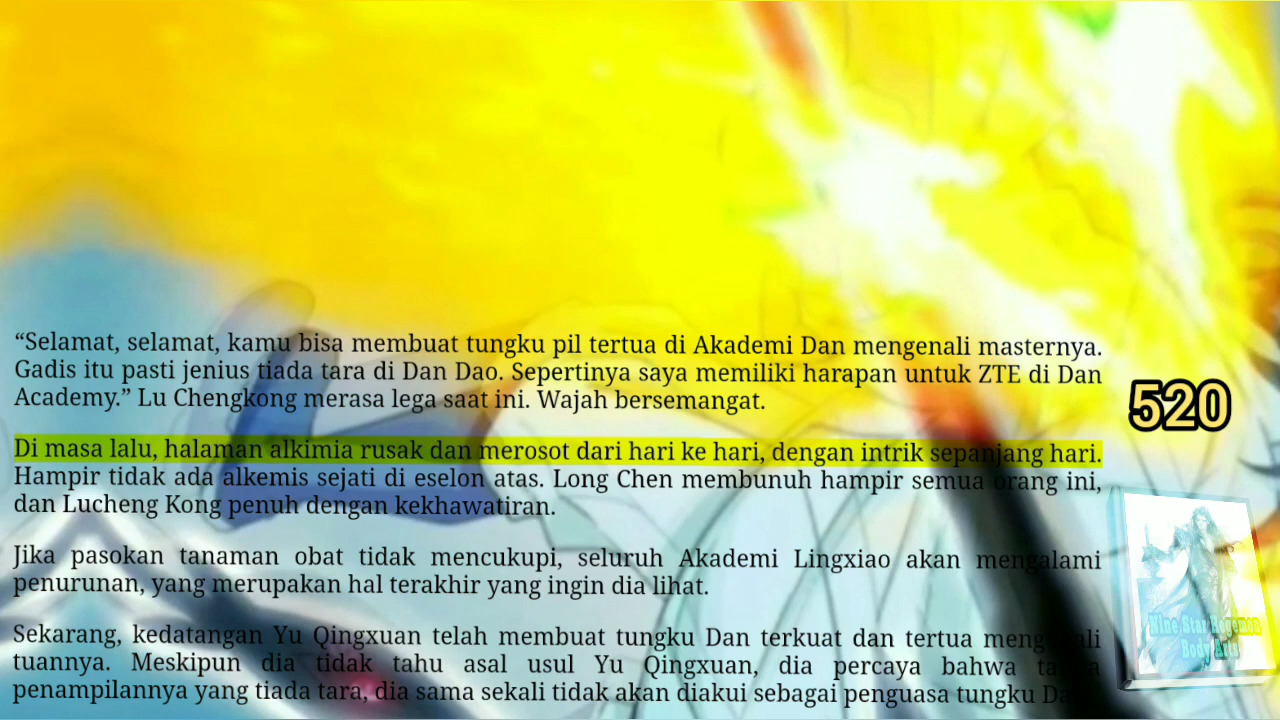 “Selamat, selamat, kamu bisa membuat tungku pil tertua di Akademi Dan mengenali masternya.
Gadis itu pasti jenius tiada tara di Dan Dao. Sepertinya saya memiliki harapan untuk ZTE di Dan
Academy.” Lu Chengkong merasa lega saat ini. Wajah bersemangat.
520
Di masa lalu, halaman alkimia rusak dan merosot dari hari ke hari, dengan intrik sepanjang hari.
Hampir tidak ada alkemis sejati di eselon atas. Long Chen membunuh hampir semua orang ini,
dan Lucheng Kong penuh dengan kekhawatiran.
Jika pasokan tanaman obat tidak mencukupi, seluruh Akademi Lingxiao akan mengalami
penurunan, yang merupakan hal terakhir yang ingin dia lihat.
Sekarang, kedatangan Yu Qingxuan telah membuat tungku Dan terkuat dan tertua mengenali
tuannya. Meskipun dia tidak tahu asal usul Yu Qingxuan, dia percaya bahwa tanpa
penampilannya yang tiada tara, dia sama sekali tidak akan diakui sebagai penguasa tungku
Nine Star Hegemon
Body Arts